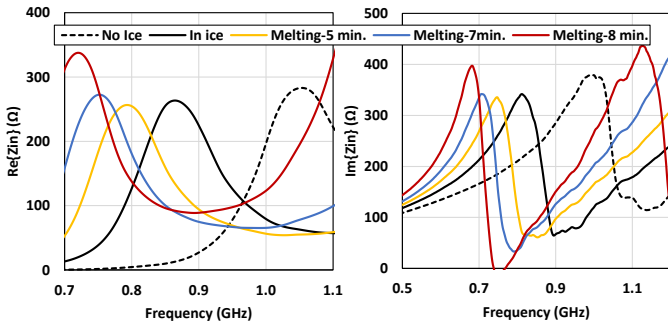 No Ice In ice Melting-5 min. Melting-7min. Melting-8 min.
400
300
200
100
00
Re{Zin} (Ω)
0.7 0.8 0.9 1.0 1.1
Frequency (GHz)
500
400
300
200
100
0
Im{Zin} (Ω)
0.5 0.7 0.9 1.1
Frequency (GHz)